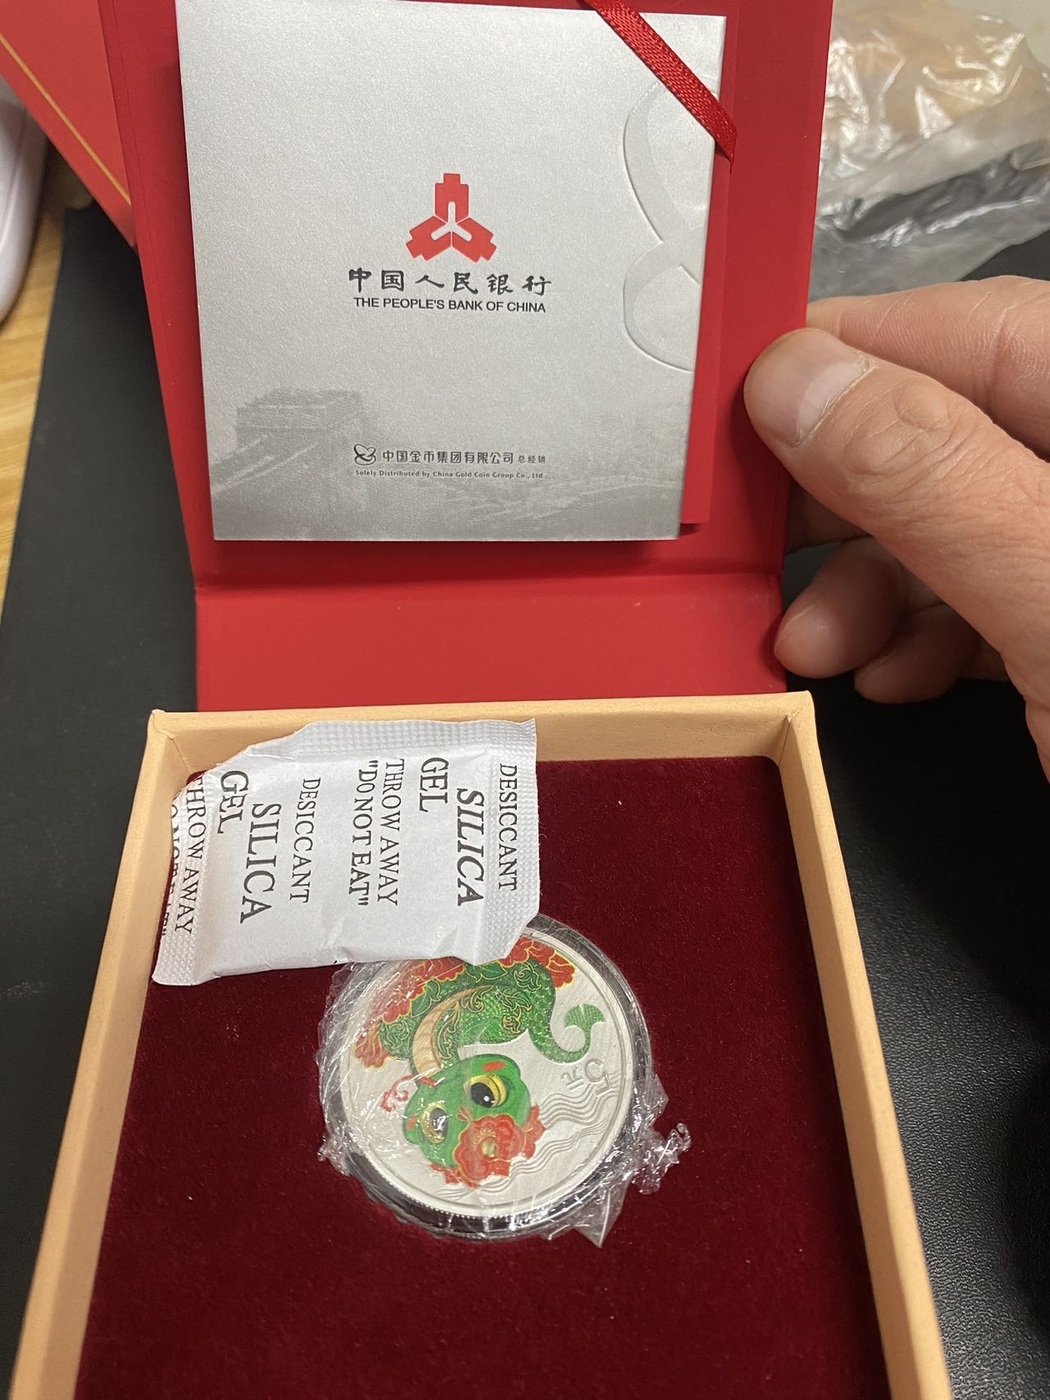 中国人民银行
THE PEOPLE'S BANK OF CHINA
中国金币集团有限公司 总经销
Solely Distributed by China Gold Coin Group Co., Ltd.
DESICCANT
SILICA
GEL
THROW AWAY
"DO NOT EAT"
DESICCANT
SILICA
GEL
THROW AWAY